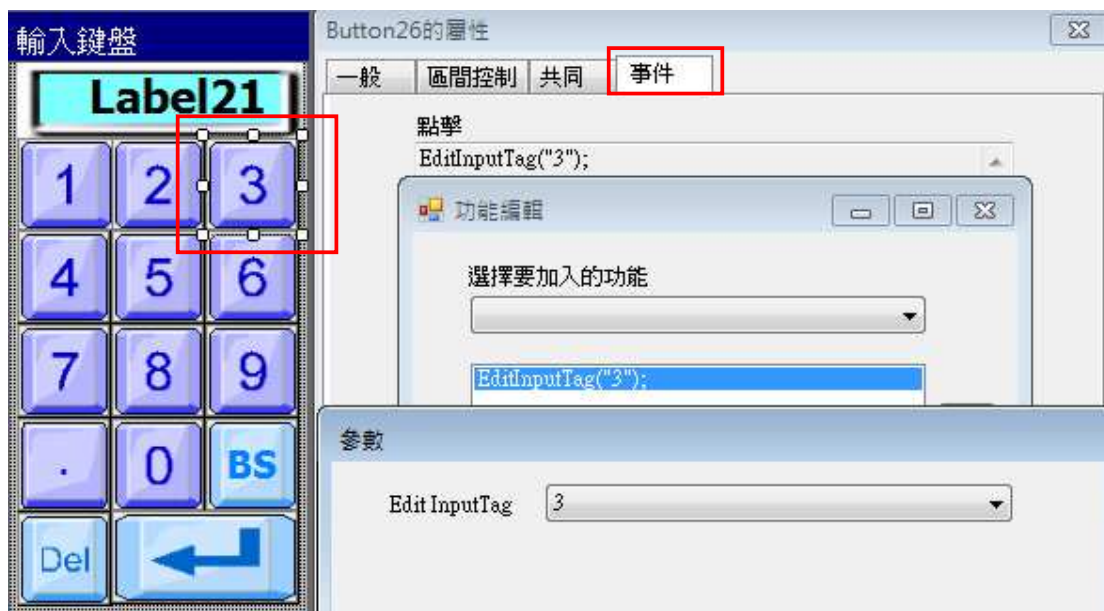 輸入鍵盤
Label21
1 2 3
4 5 6
7 8 9
. 0 BS
Del
Button26的屬性
一般 區間控制 共同 事件
點擊
EditInputTag("3");
功能編輯
選擇要加入的功能
EditInputTag("3");
參數
Edit InputTag 3